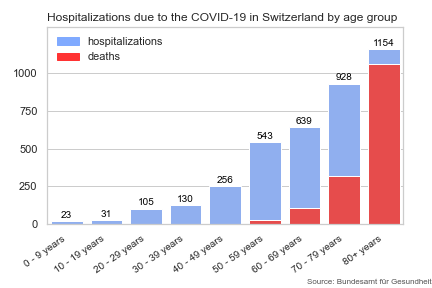 Hospitalizations due to the COVID-19 in Switzerland by age group
hospitalizations
deaths
1154
928
639
543
256
130
105
31
23
1000
750
500
250
0
0 - 9 years
10 - 19 years
20 - 29 years
30 - 39 years
40 - 49 years
50 - 59 years
60 - 69 years
70 - 79 years
80+ years
Source: Bundesamt für Gesundheit